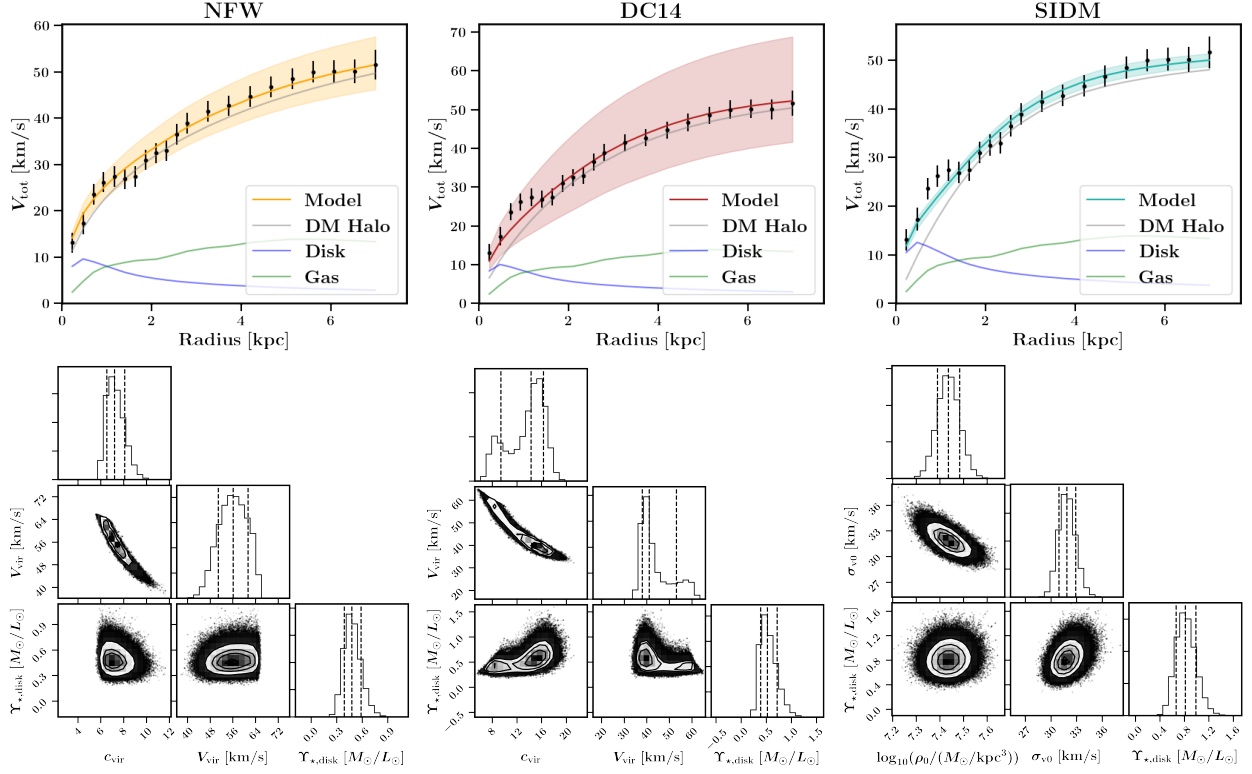 NFW
DC14
SIDM
60
50
40
30
20
10
0
V_tot [km/s]
0
2
4
6
Radius [kpc]
Model
DM Halo
Disk
Gas
70
60
50
40
30
20
10
0
V_tot [km/s]
0
2
4
6
Radius [kpc]
Model
DM Halo
Disk
Gas
50
40
30
20
10
0
V_tot [km/s]
0
2
4
6
Radius [kpc]
Model
DM Halo
Disk
Gas
72
64
56
48
40
V_vir [km/s]
0.9
0.6
0.3
0.0
Υ_⋆,disk [M_⊙/L_⊙]
4
6
8
10
12
c_vir
40
48
56
64
72
V_vir [km/s]
0.0
0.3
0.6
0.9
Υ_⋆,disk [M_⊙/L_⊙]
60
50
40
30
20
V_vir [km/s]
1.5
1.0
0.5
0.0
−0.5
Υ_⋆,disk [M_⊙/L_⊙]
8
12
16
20
c_vir
20
30
40
50
60
V_vir [km/s]
−0.5
0.0
0.5
1.0
1.5
Υ_⋆,disk [M_⊙/L_⊙]
36
33
30
27
σ_v0 [km/s]
1.6
1.2
0.8
0.4
0.0
Υ_⋆,disk [M_⊙/L_⊙]
7.2
7.3
7.4
7.5
7.6
log₁₀(ρ₀/(M_⊙/kpc³))
27
30
33
36
σ_v0 [km/s]
0.0
0.4
0.8
1.2
1.6
Υ_⋆,disk [M_⊙/L_⊙]